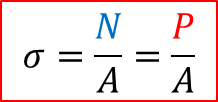 σ = N/A = P/A